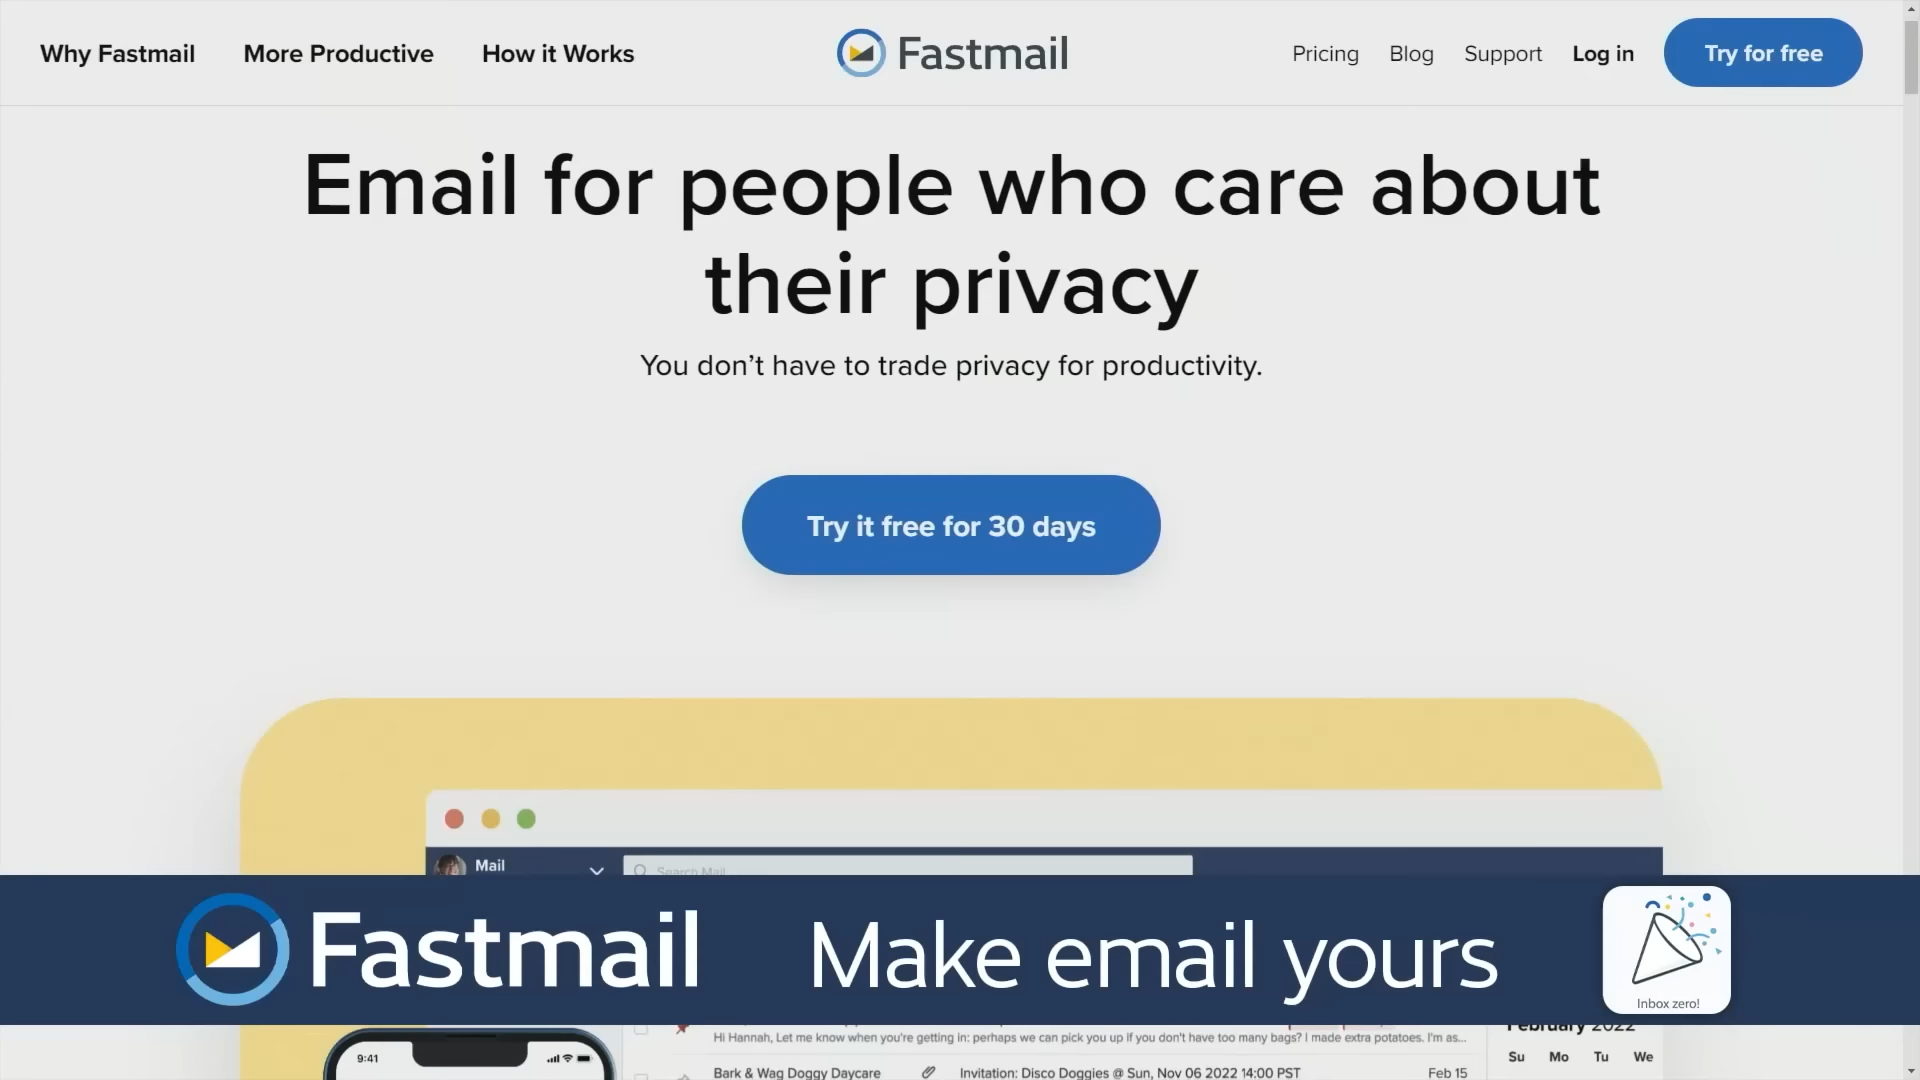 Why Fastmail
More Productive
How it Works
Fastmail
Pricing
Blog
Support
Log in
Try for free
Email for people who care about
their privacy
You don’t have to trade privacy for productivity.
Try it free for 30 days
Mail
Search Mail
Fastmail
Make email yours
Inbox zero!
February 2022
9:41
Hi Hannah, Let me know when you're getting in: perhaps we can pick you up if you don't have too many bags? I made extra potatoes. I'm as...
Su Mo Tu We
Bark & Wag Doggy Daycare
Invitation: Disco Doggies @ Sun, Nov 06 2022 14:00 PST
Feb 15